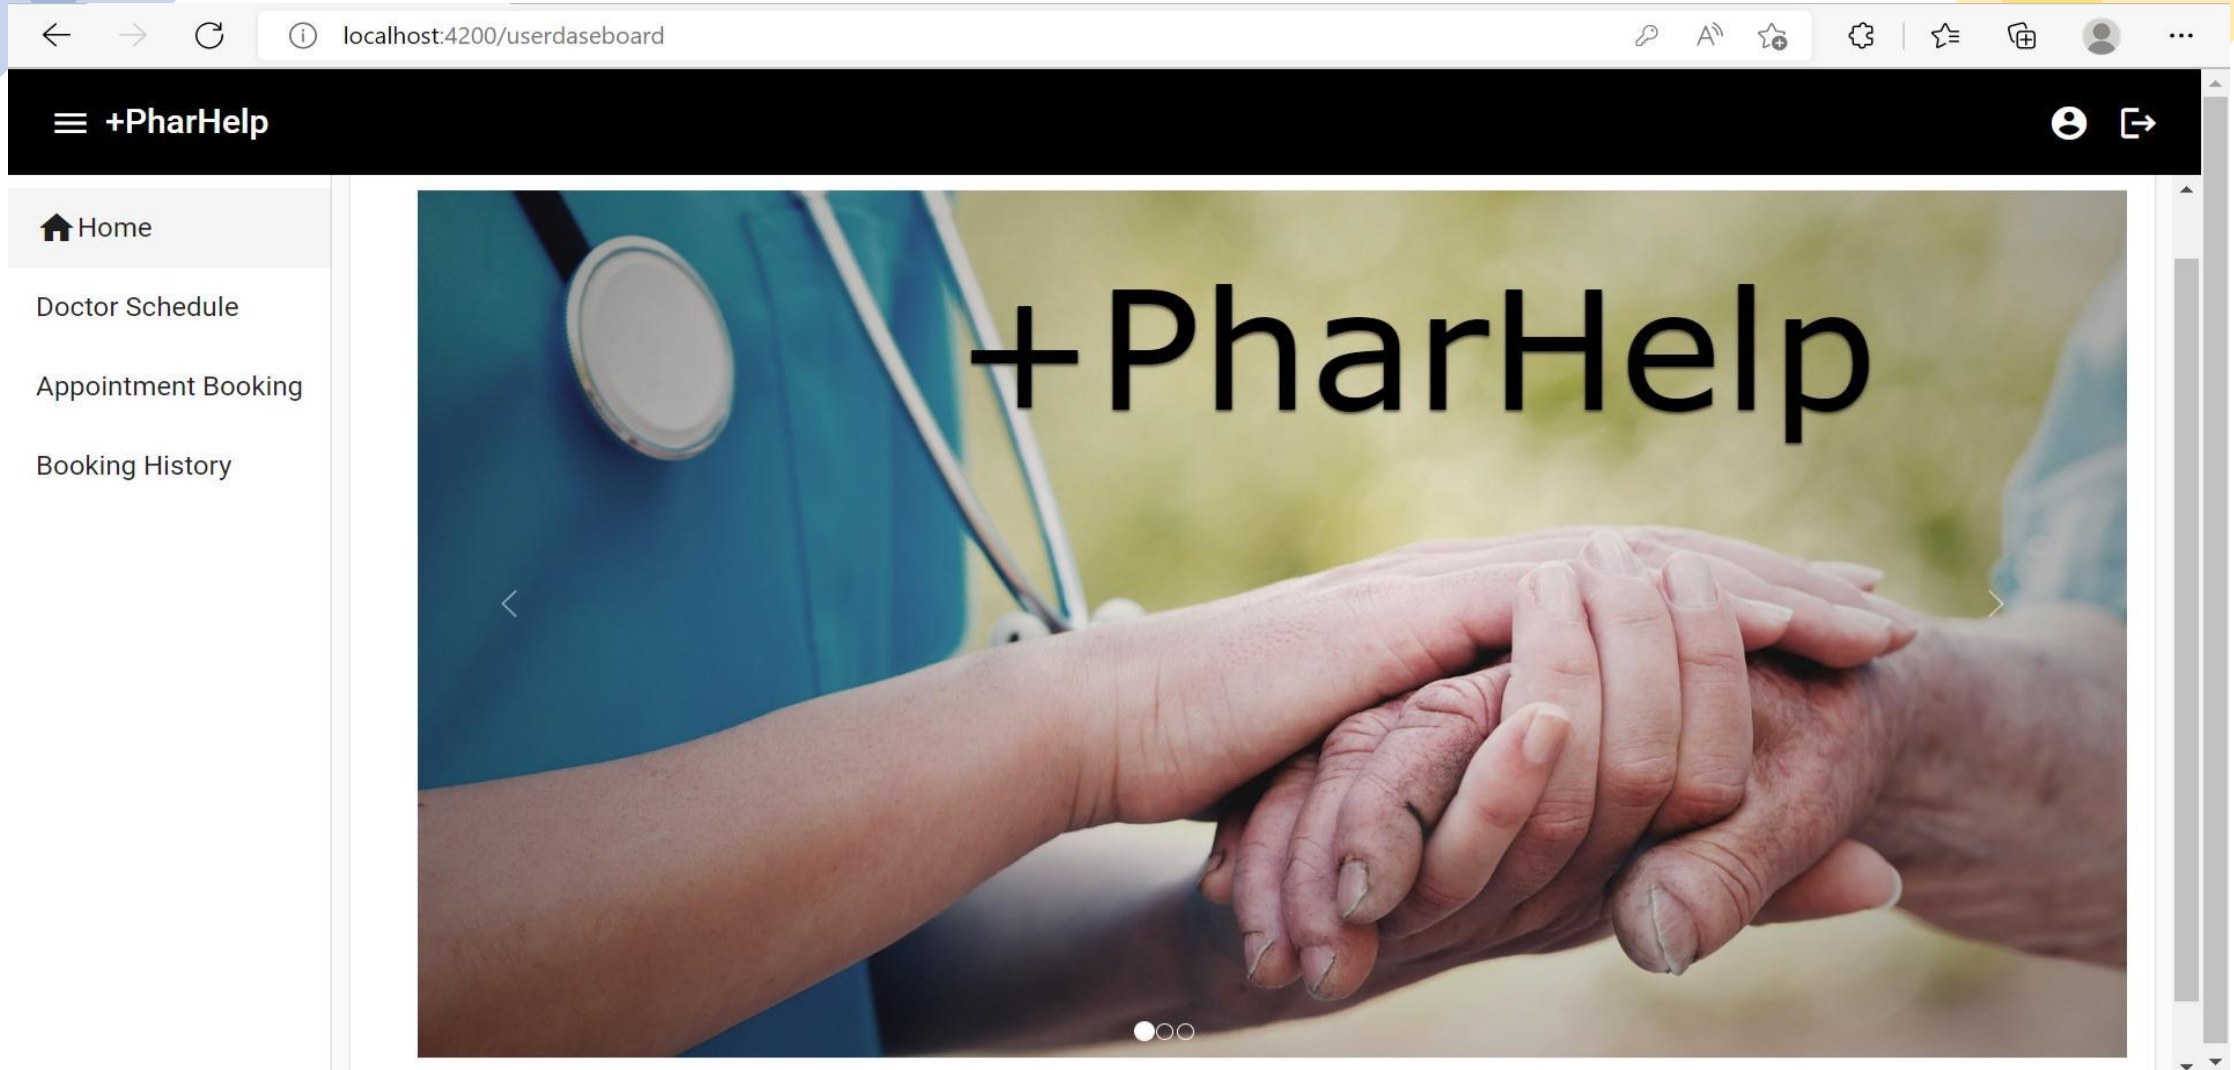 localhost:4200/userdaseboard
+PharHelp
Home
Doctor Schedule
Appointment Booking
Booking History
+PharHelp